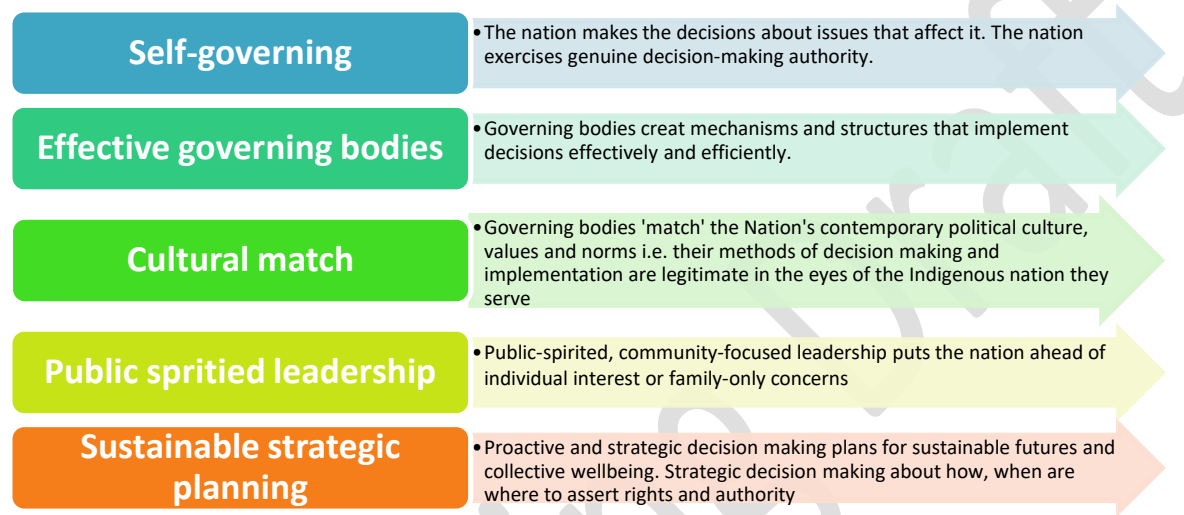 Self-governing
•The nation makes the decisions about issues that affect it. The nation
exercises genuine decision-making authority.
Effective governing bodies
•Governing bodies creat mechanisms and structures that implement
decisions effectively and efficiently.
Cultural match
•Governing bodies 'match' the Nation's contemporary political culture,
values and norms i.e. their methods of decision making and
implementation are legitimate in the eyes of the Indigenous nation they
serve
Public spritied leadership
•Public-spirited, community-focused leadership puts the nation ahead of
individual interest or family-only concerns
Sustainable strategic
planning
•Proactive and strategic decision making plans for sustainable futures and
collective wellbeing. Strategic decision making about how, when are
where to assert rights and authority